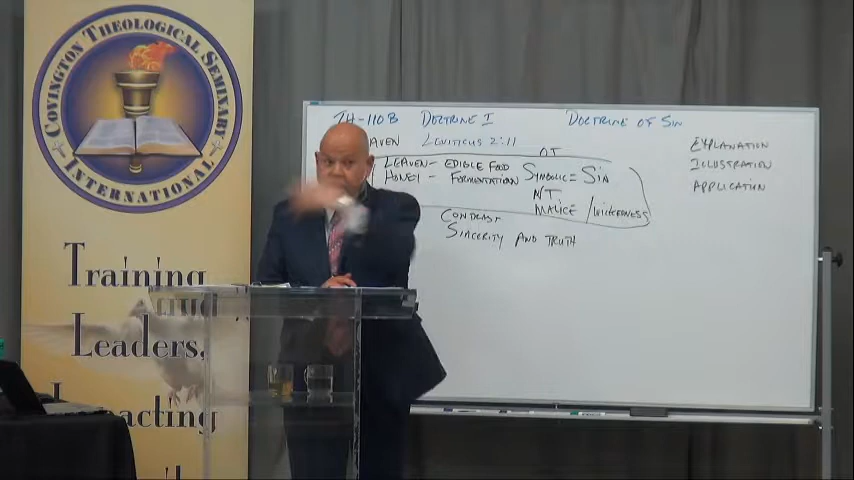 COVINGTON THEOLOGICAL SEMINARY
INTERNATIONAL
Training
Leaders,
TH-110B DOCTRINE I DOCTRINE OF SIN
LEVITICUS 2:11
OT
LEAVEN - EDIBLE FOOD SYMBOLIC = SIN
HONEY - FORMENTATION
NT
MALICE /
CONTRAST
SINCERITY AND TRUTH
EXPLANATION
ILLUSTRATION
APPLICATION